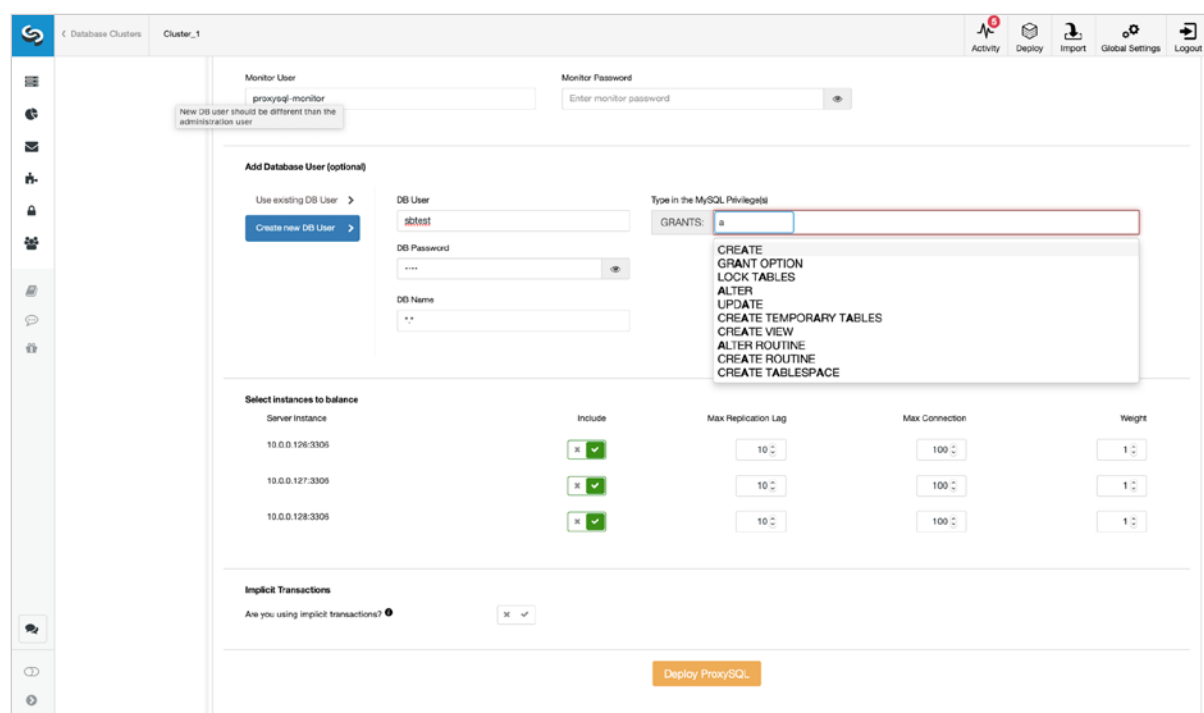 Database Clusters
Cluster_1
5
Activity
Deploy
Import
Global Settings
Logout
Monitor User
Monitor Password
proxysql-monitor
Enter monitor password
New DB user should be different than the
administration user
Add Database User (optional)
Use existing DB User
Create new DB User
DB User
sbtest
DB Password
····
DB Name
*.*
Type in the MySQL Privilege(s)
GRANTS:
a
CREATE
GRANT OPTION
LOCK TABLES
ALTER
UPDATE
CREATE TEMPORARY TABLES
CREATE VIEW
ALTER ROUTINE
CREATE ROUTINE
CREATE TABLESPACE
Select instances to balance
Server Instance Include Max Replication Lag Max Connection Weight
10.0.0.126:3306 10 100 1
10.0.0.127:3306 10 100 1
10.0.0.128:3306 10 100 1
Implicit Transactions
Are you using implicit transactions?
Deploy ProxySQL